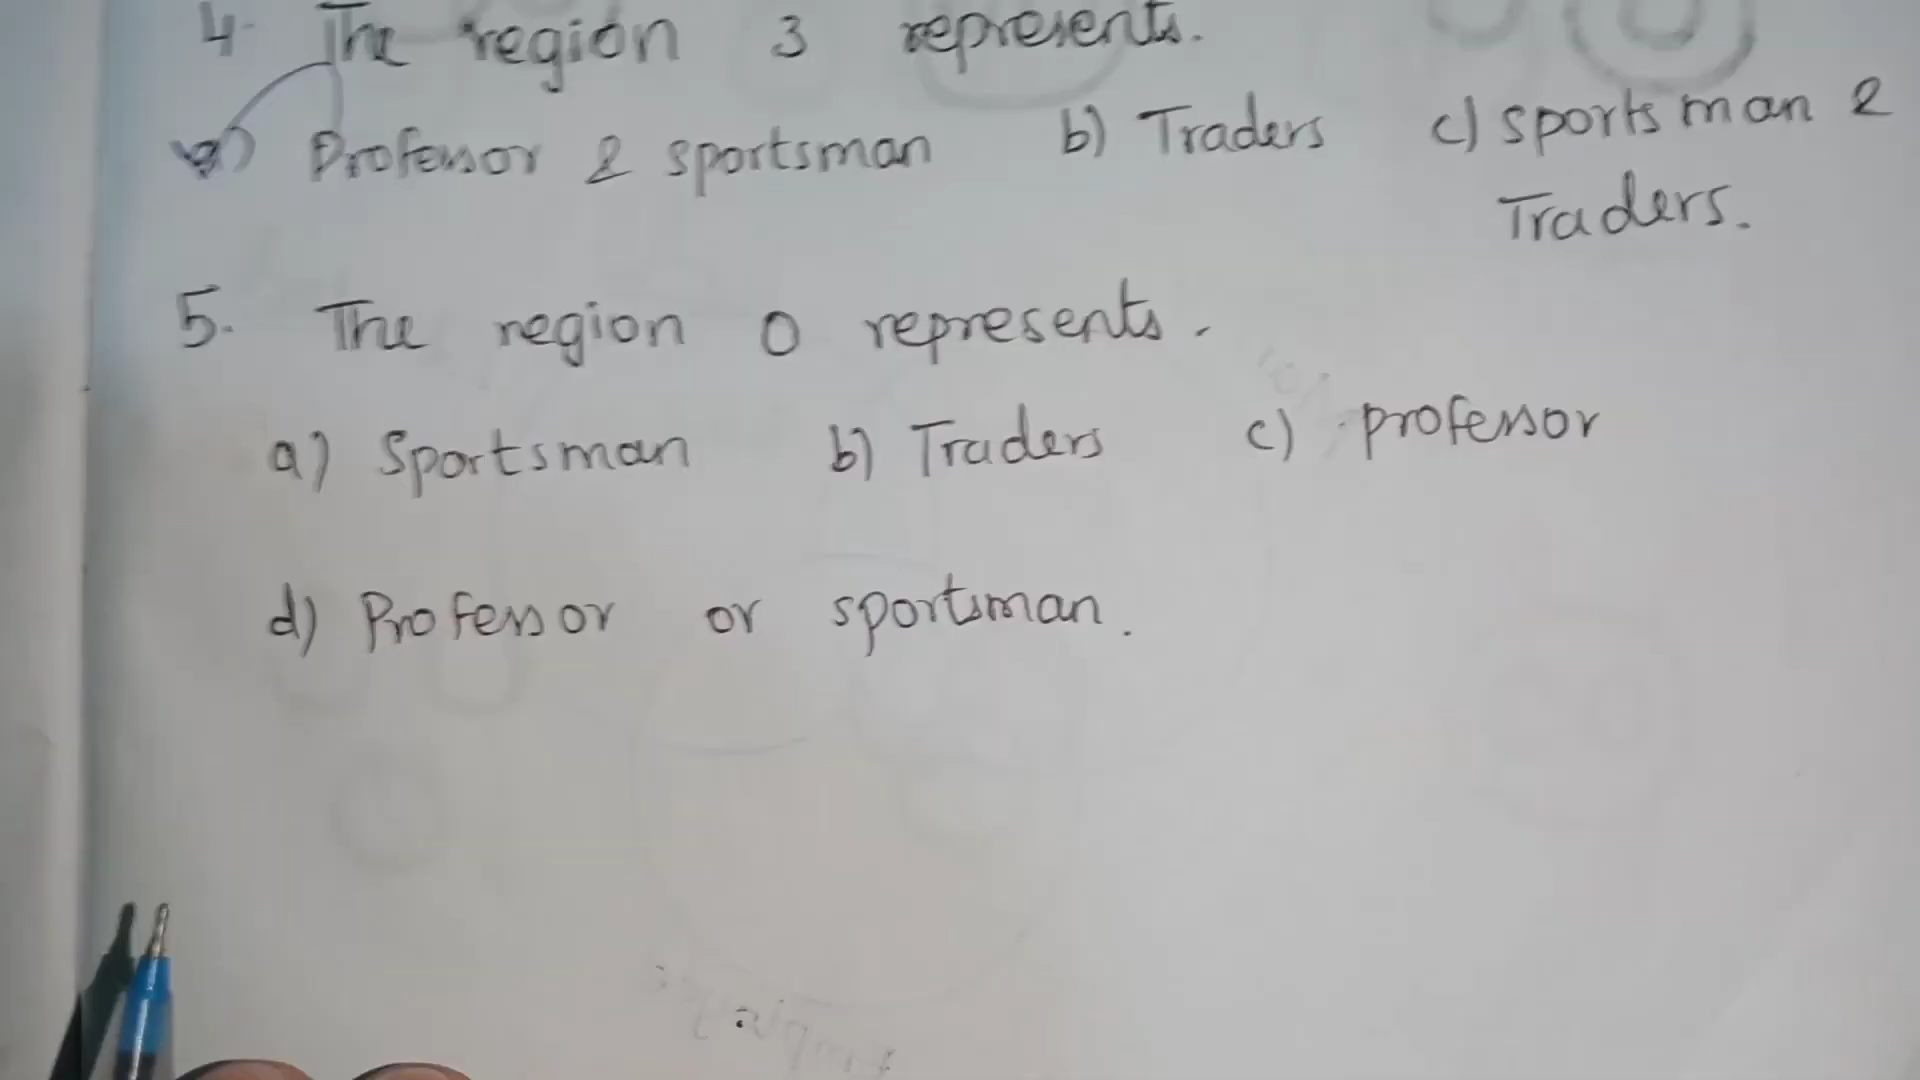 4. The region 3 represents.
a) Professor & sportsman b) Traders c) sportsman &
Traders.
5. The region 0 represents.
a) Sportsman b) Traders c) professor
d) Professor or sportsman.